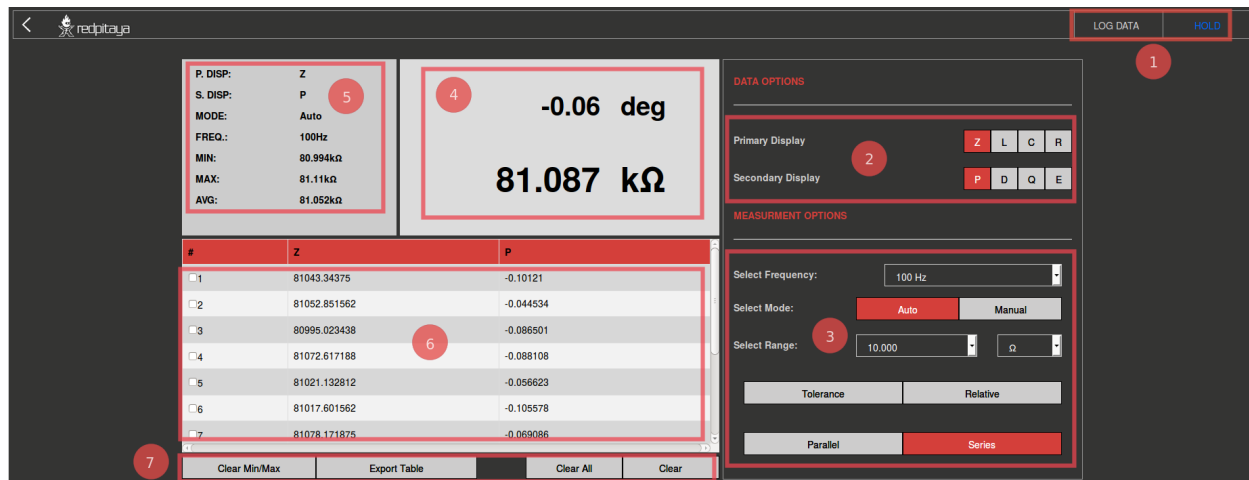 redpitaya
LOG DATA HOLD
1
P. DISP: Z
S. DISP: P
MODE: Auto
FREQ.: 100Hz
MIN: 80.994kΩ
MAX: 81.11kΩ
AVG: 81.052kΩ
5
4
-0.06 deg
81.087 kΩ
# Z P
1 81043.34375 -0.10121
2 81052.851562 -0.044534
3 80995.023438 -0.086501
4 81072.617188 -0.088108
5 81021.132812 -0.056623
6 81017.601562 -0.105578
7 81078.171875 -0.069086
6
7
Clear Min/Max Export Table Clear All Clear
DATA OPTIONS
Primary Display Z L C R
2
Secondary Display P D Q E
MEASURMENT OPTIONS
Select Frequency: 100 Hz
Select Mode: Auto Manual
Select Range: 10.000 Ω
3
Tolerance Relative
Parallel Series